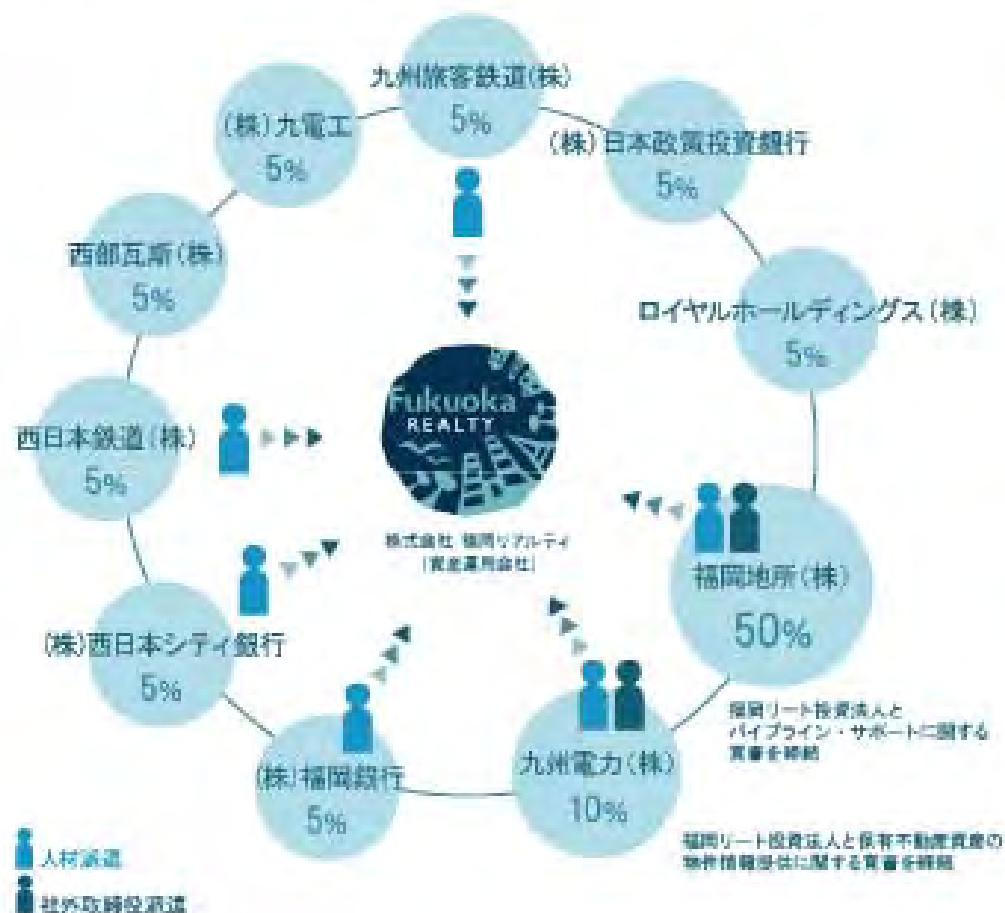 九州旅客鉄道(株)
5%
(株)九電工
5%
(株)日本政策投資銀行
5%
西部瓦斯(株)
5%
ロイヤルホールディングス(株)
5%
西日本鉄道(株)
5%
Fukuoka
REALTY
株式会社 福岡リアルティ
(資産運用会社)
福岡地所(株)
50%
(株)西日本シティ銀行
5%
福岡リート投資法人と
パイプライン・サポートに関する
覚書を締結
九州電力(株)
10%
(株)福岡銀行
5%
福岡リート投資法人と保有不動産資産の
物件情報提供に関する覚書を締結
人材派遣
社外取締役派遣